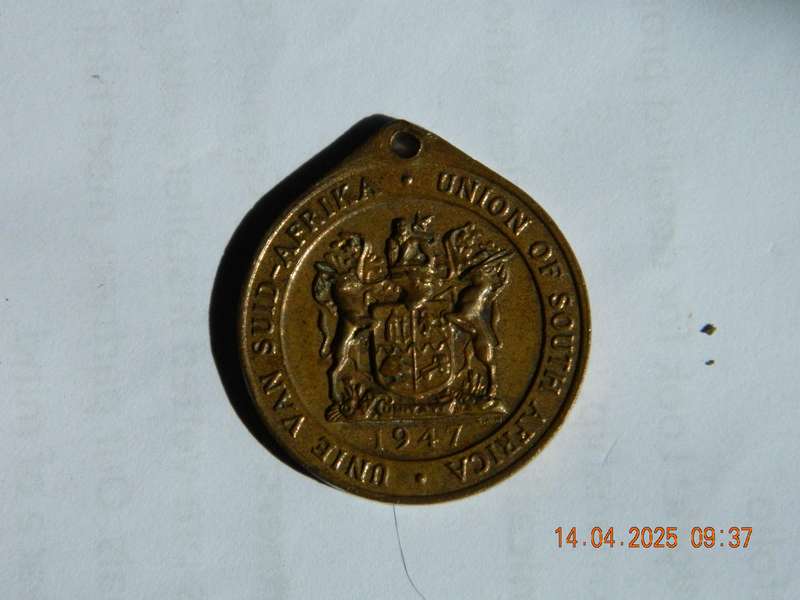 UNIE VAN SUID-AFRIKA · UNION OF SOUTH AFRICA ·
1947
14.04.2025 09:37